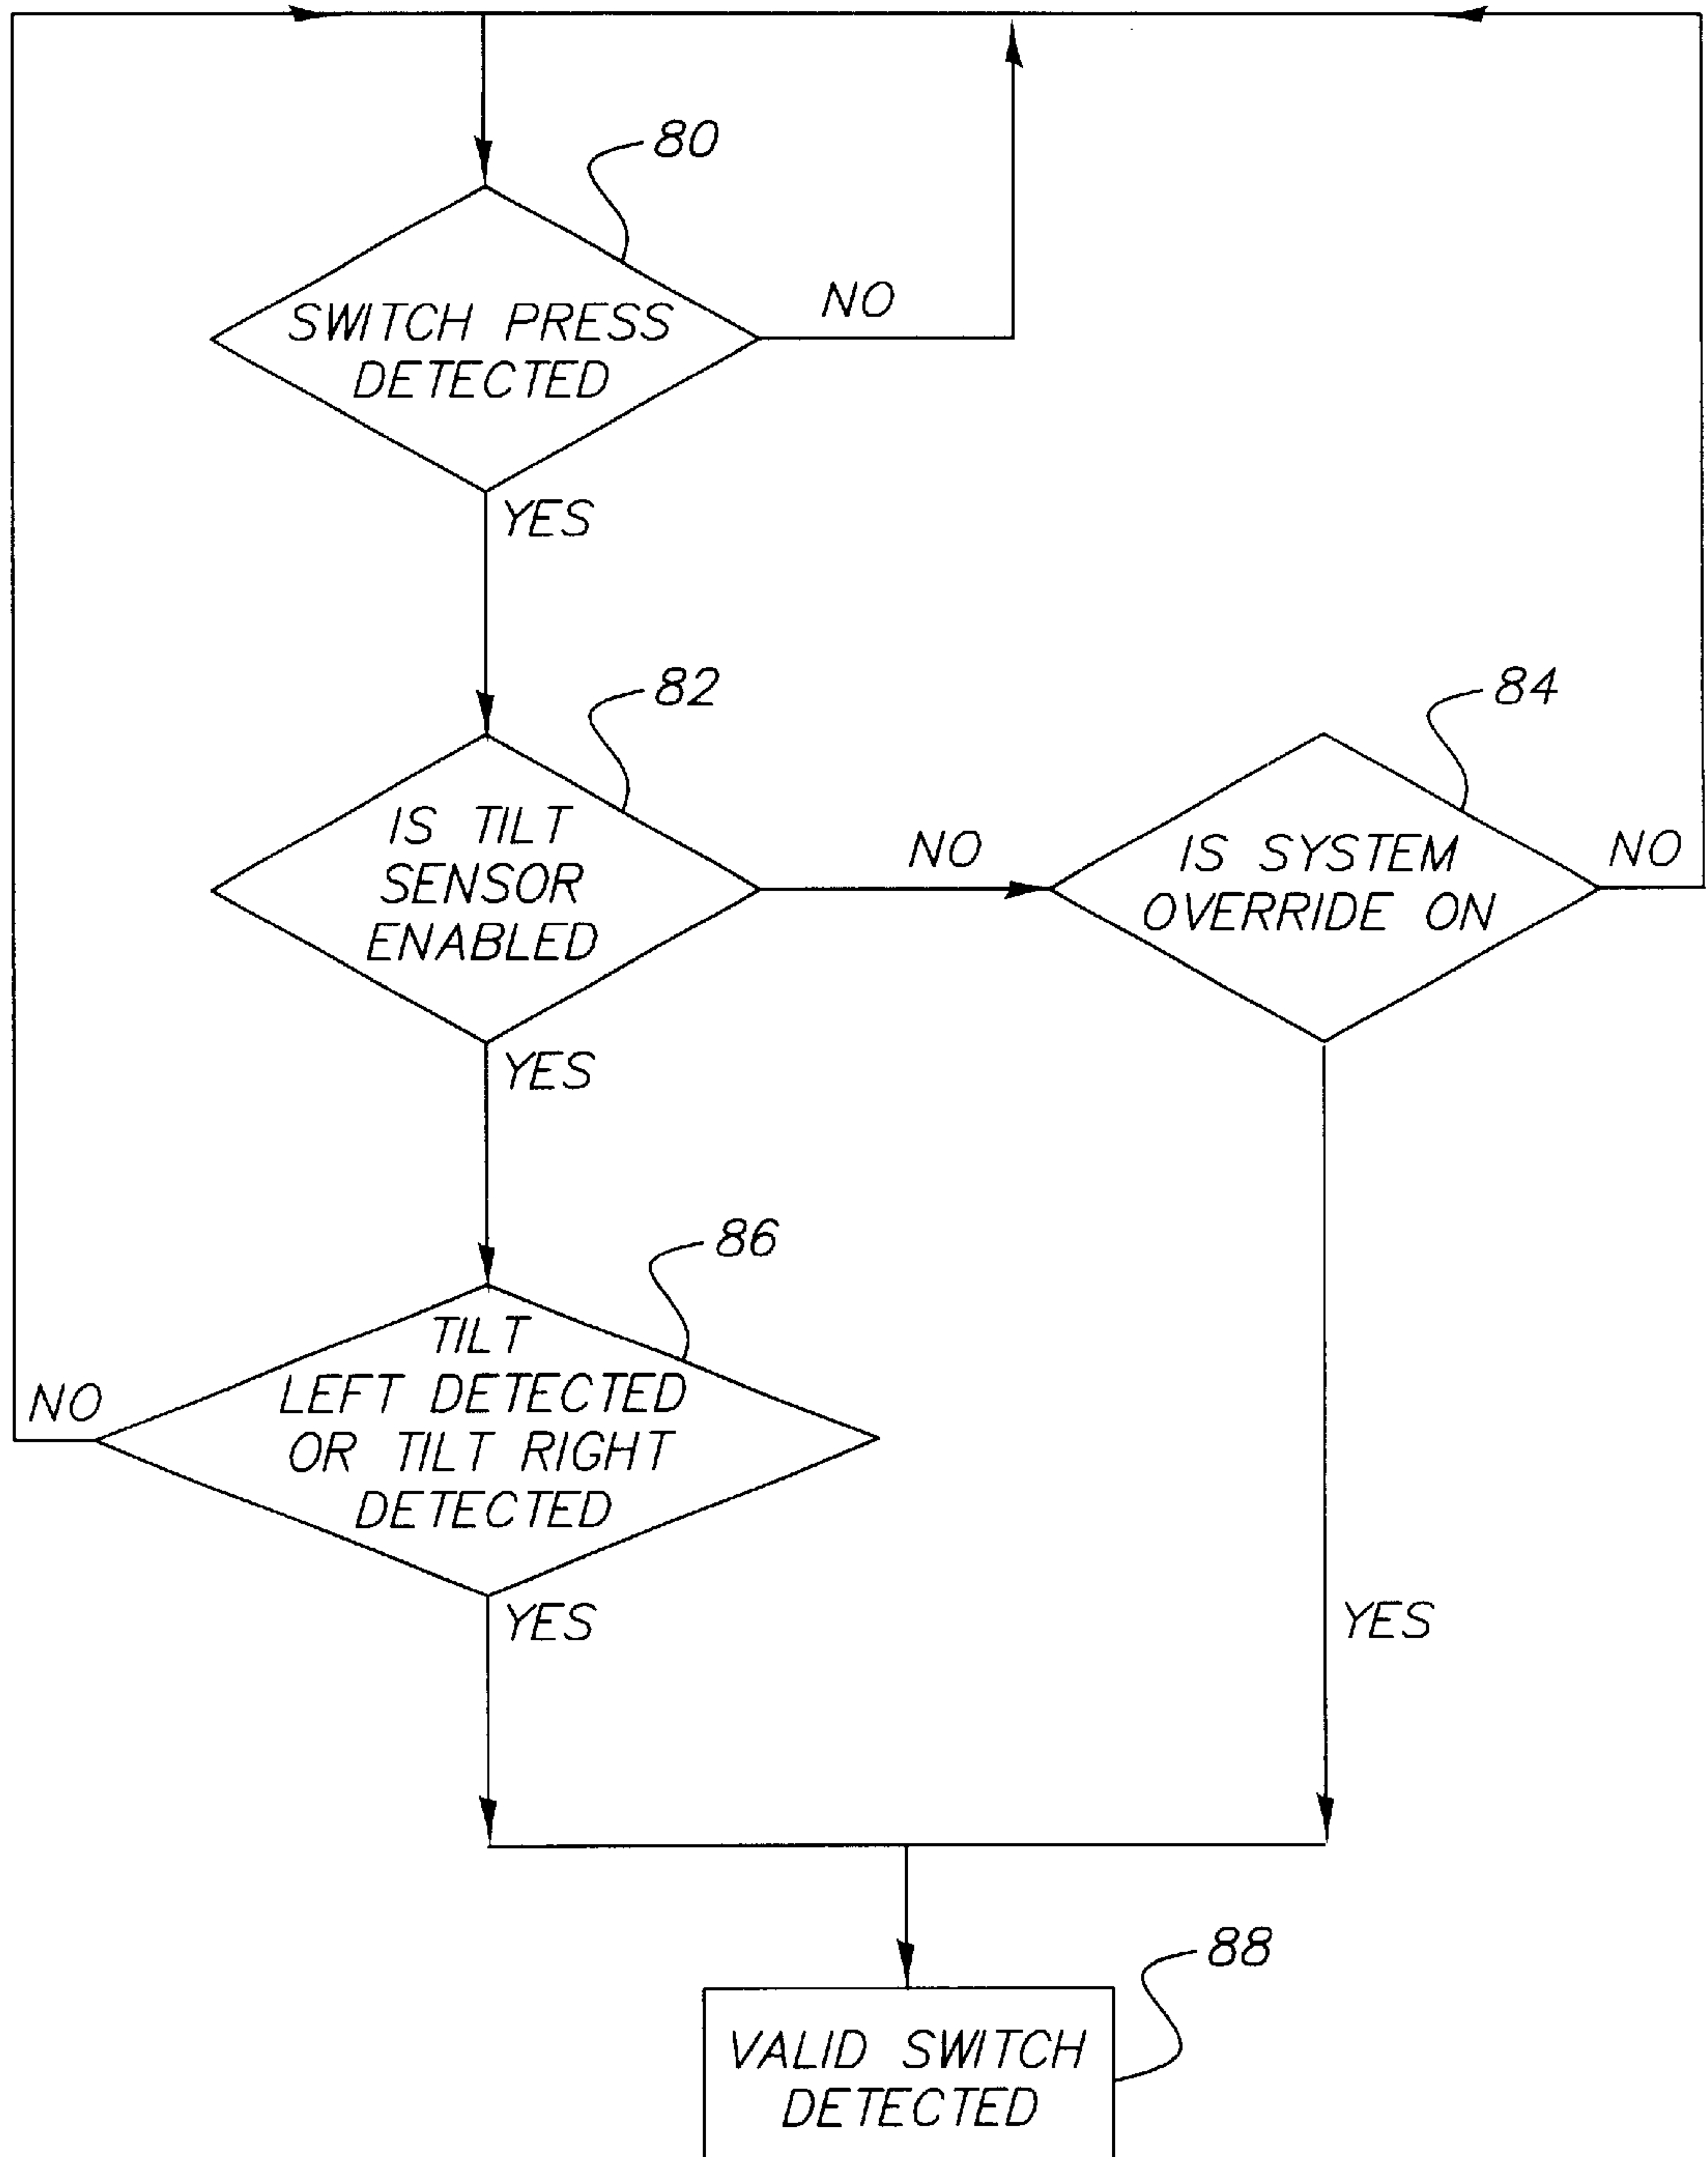 80
SWITCH PRESS
DETECTED
NO
YES
82
IS TILT
SENSOR
ENABLED
NO
YES
84
IS SYSTEM
OVERRIDE ON
NO
YES
86
TILT
LEFT DETECTED
OR TILT RIGHT
DETECTED
NO
YES
88
VALID SWITCH
DETECTED